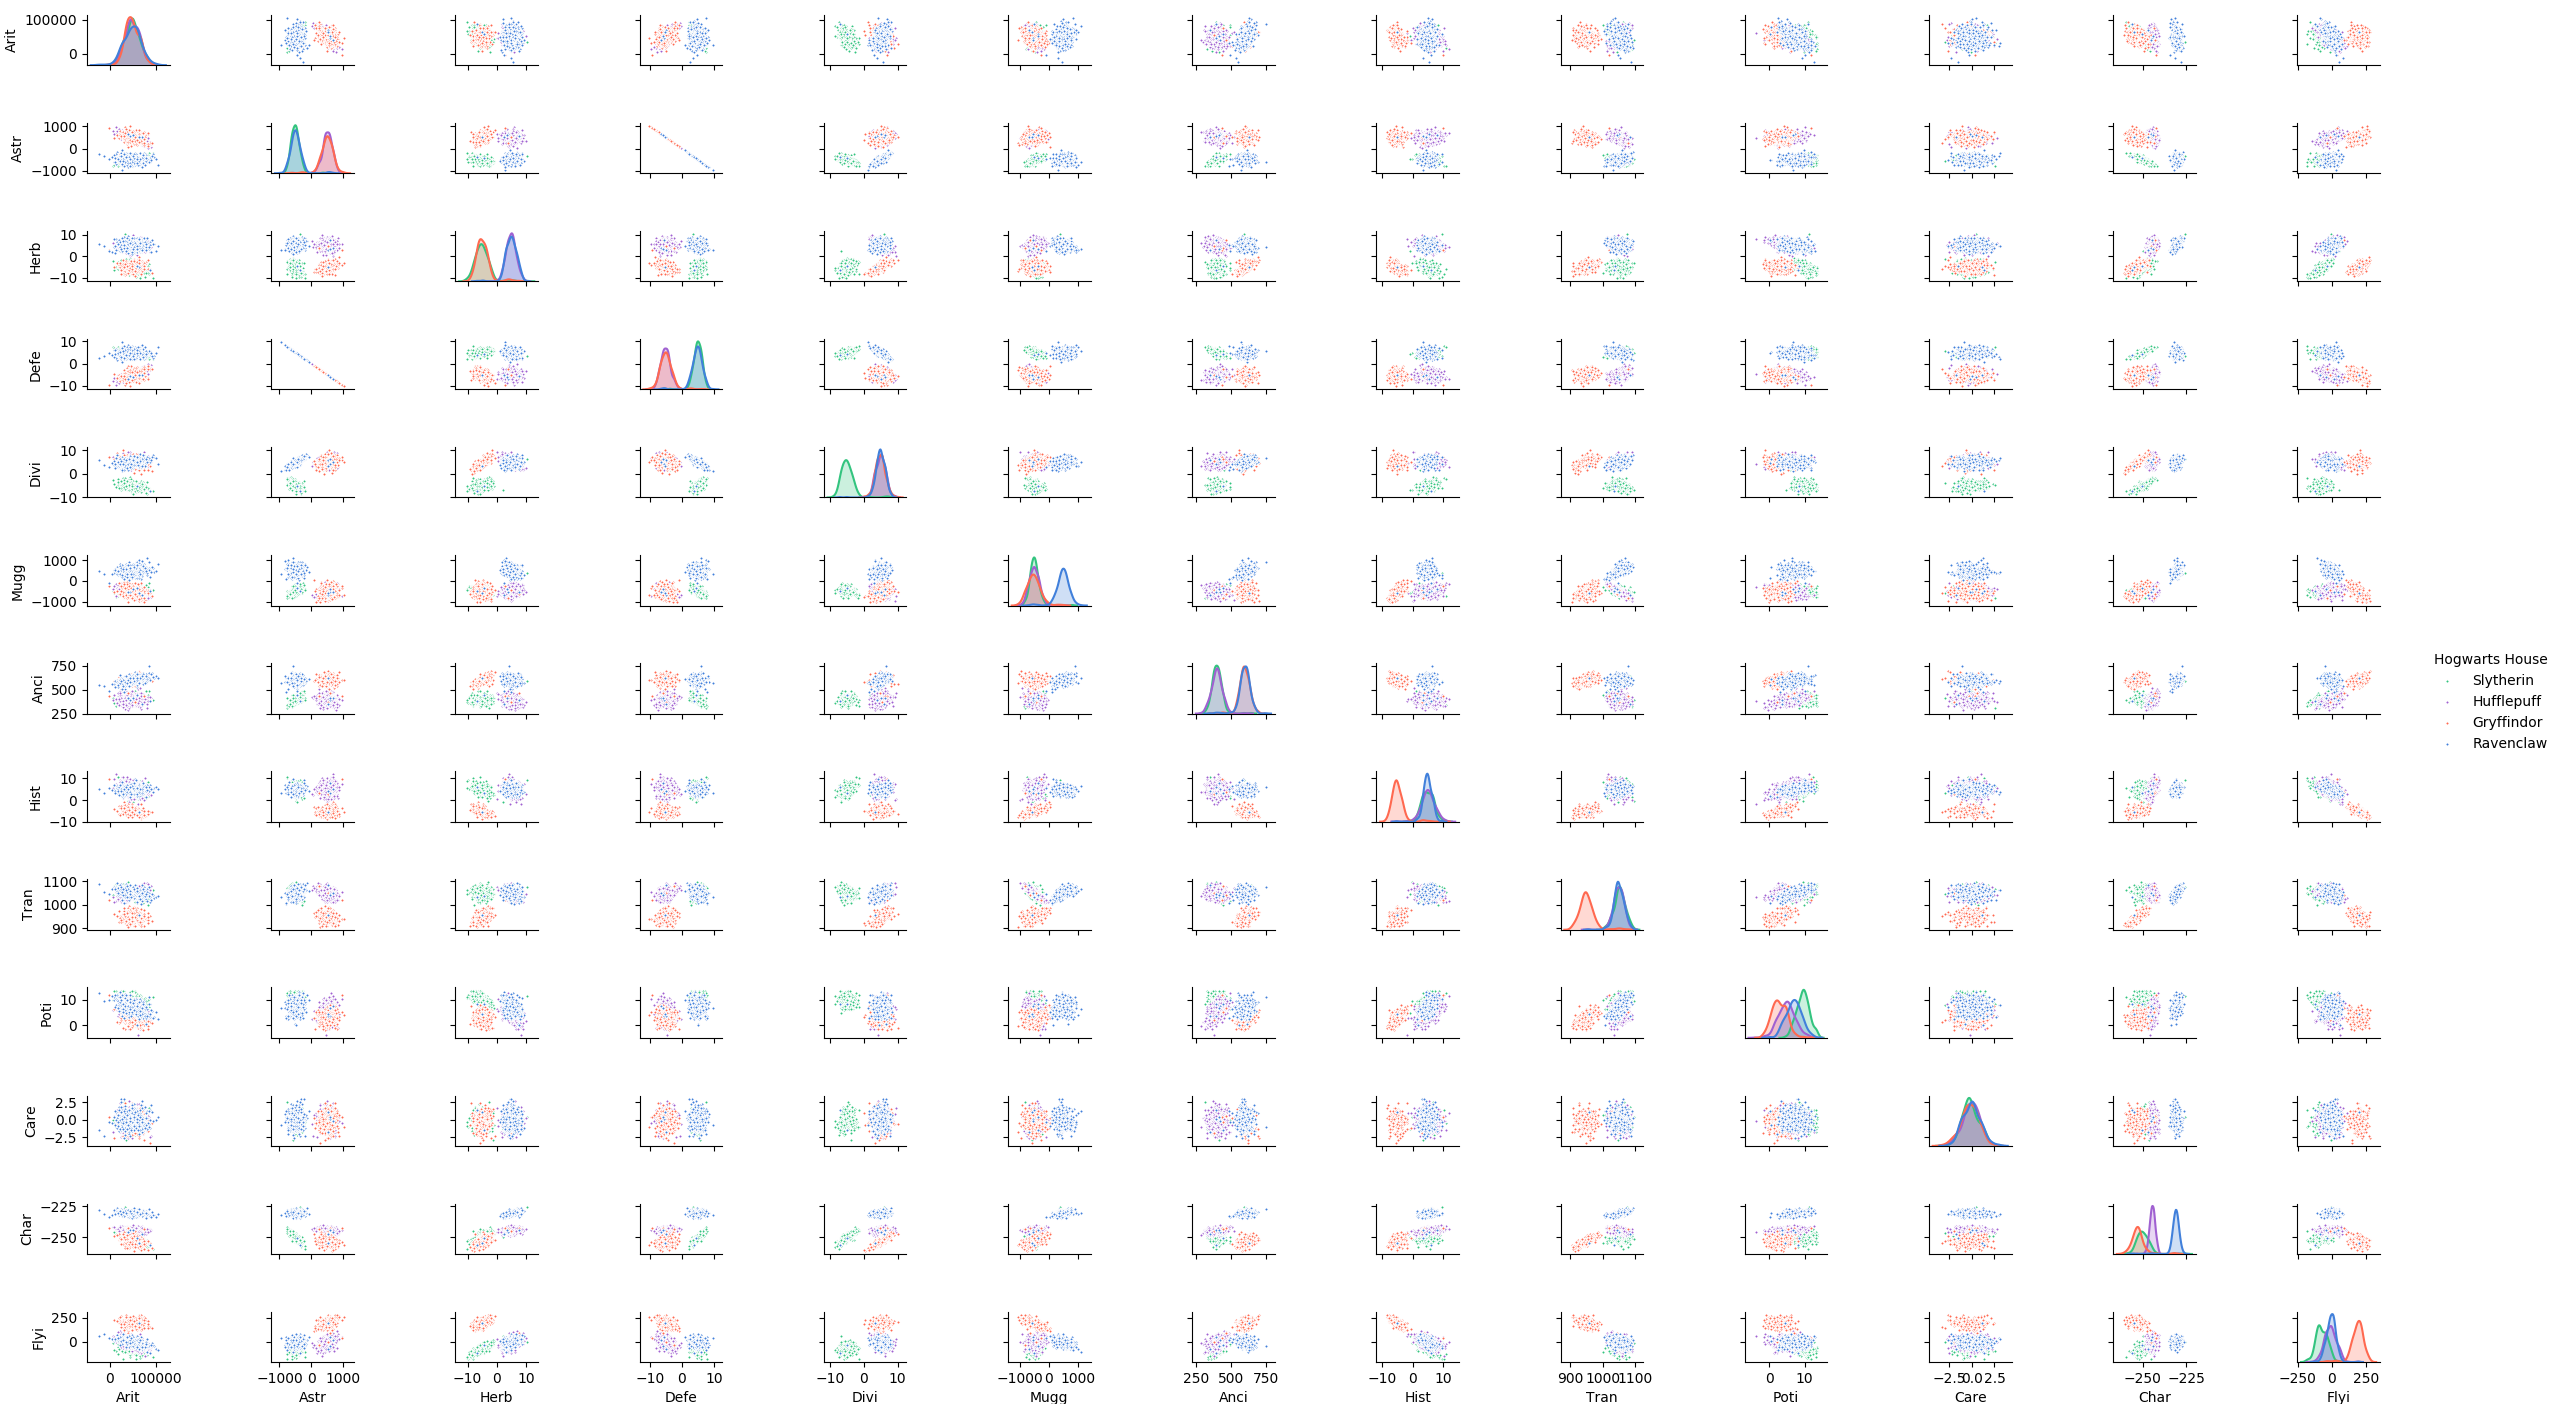 Arit
100000
0
Astr
1000
0
−1000
Herb
10
0
−10
Defe
10
0
−10
Divi
10
0
−10
Mugg
1000
0
−1000
Anci
750
500
250
Hogwarts House
Slytherin
Hufflepuff
Gryffindor
Ravenclaw
Hist
10
0
−10
Tran
1100
1000
900
Poti
10
0
Care
2.5
0.0
−2.5
Char
−225
−250
Flyi
250
0
0 100000 −1000 0 1000 −10 0 10 −10 0 10 −10 0 10 −1000 0 1000 250 500 750 −10 0 10 900 1000 1100 0 10 −2.5 0.0 2.5 −250 −225 −250 0 250
Arit Astr Herb Defe Divi Mugg Anci Hist Tran Poti Care Char Flyi